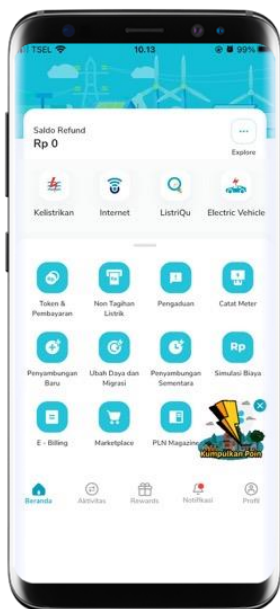 TSEL 10.13 99%
Saldo Refund
Rp 0
Explore
Kelistrikan Internet ListriQu Electric Vehicle
Token & Pembayaran
Non Tagihan Listrik
Pengaduan
Catat Meter
Penyambungan Baru
Ubah Daya dan Migrasi
Penyambungan Sementara
Rp
Simulasi Biaya
E - Billing
Marketplace
PLN Magazine
Kumpulkan Poin
Beranda Aktivitas Rewards Notifikasi Profil